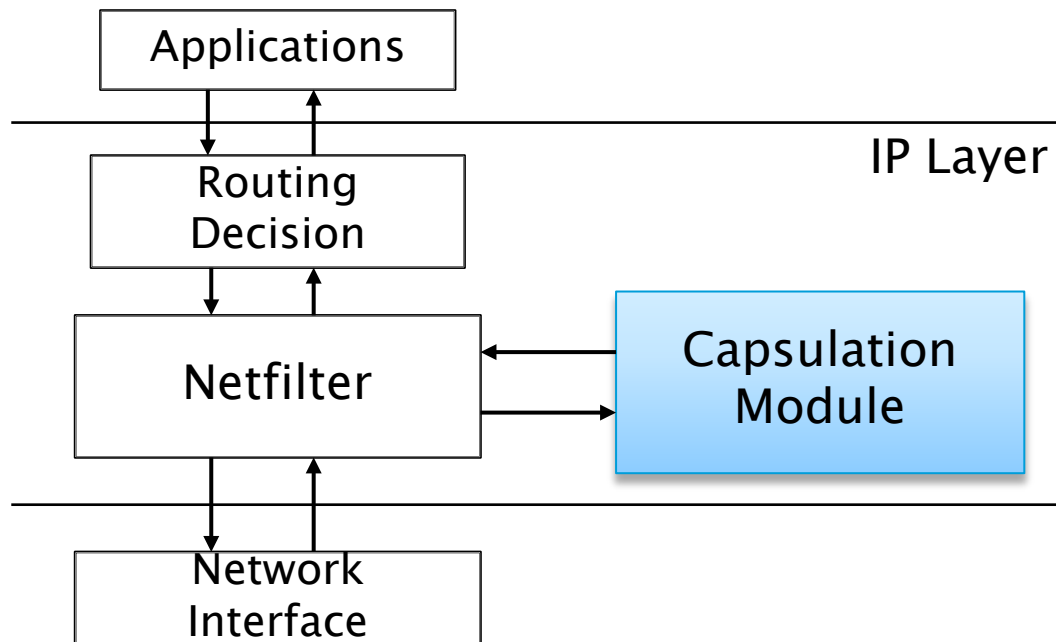 Applications
IP Layer
Routing
Decision
Netfilter
Capsulation
Module
Network
Interface